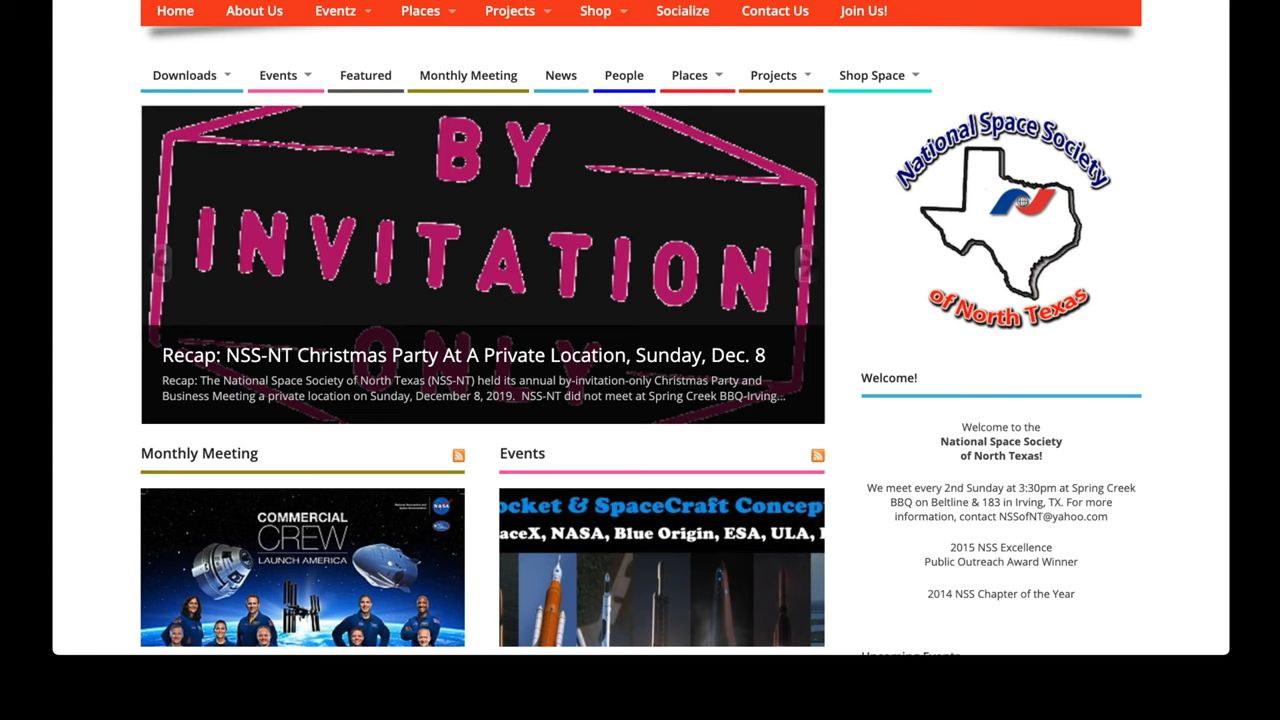 Home About Us Eventz Places Projects Shop Socialize Contact Us Join Us!
Downloads Events Featured Monthly Meeting News People Places Projects Shop Space
BY
INVITATION
ONLY
Recap: NSS-NT Christmas Party At A Private Location, Sunday, Dec. 8
Recap: The National Space Society of North Texas (NSS-NT) held its annual by-invitation-only Christmas Party and
Business Meeting a private location on Sunday, December 8, 2019. NSS-NT did not meet at Spring Creek BBQ-Irving...
National Space Society
of North Texas
Welcome!
Welcome to the
National Space Society
of North Texas!
We meet every 2nd Sunday at 3:30pm at Spring Creek
BBQ on Beltline & 183 in Irving, TX. For more
information, contact NSSofNT@yahoo.com
2015 NSS Excellence
Public Outreach Award Winner
2014 NSS Chapter of the Year
Monthly Meeting
COMMERCIAL
CREW
LAUNCH AMERICA
NASA
Events
ocket & SpaceCraft Concep
aceX, NASA, Blue Origin, ESA, ULA,